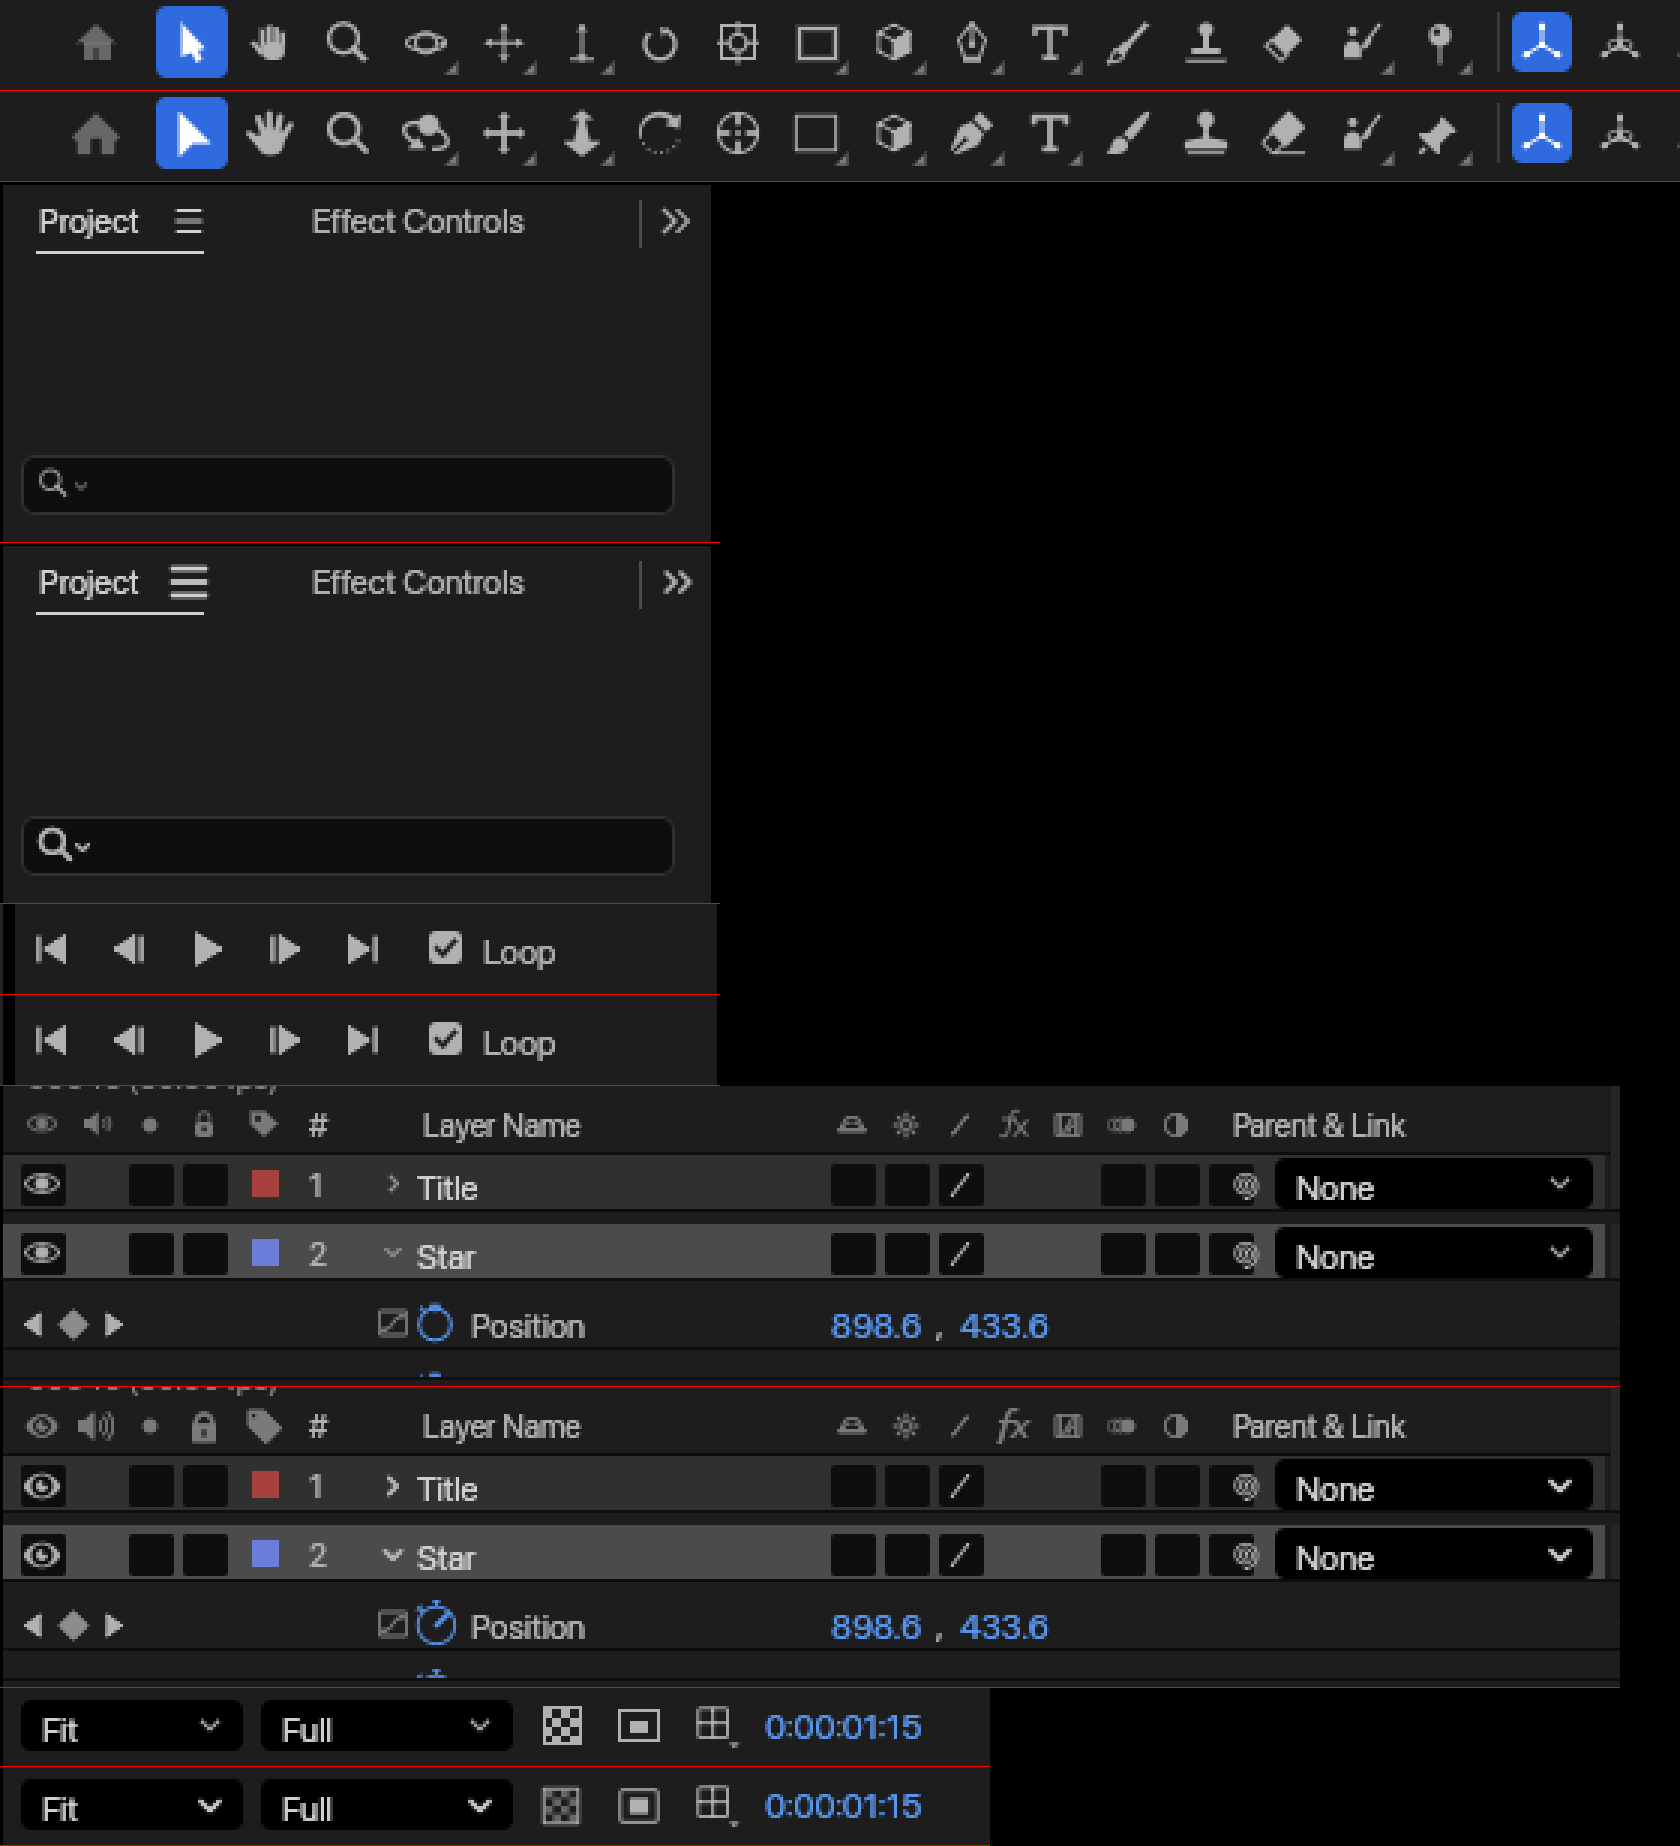 Project Effect Controls
Project Effect Controls
Loop
Loop
# Layer Name fx Parent & Link
1 Title None
2 Star None
Position 898.6 , 433.6
# Layer Name fx Parent & Link
1 Title None
2 Star None
Position 898.6 , 433.6
Fit Full 0:00:01:15
Fit Full 0:00:01:15